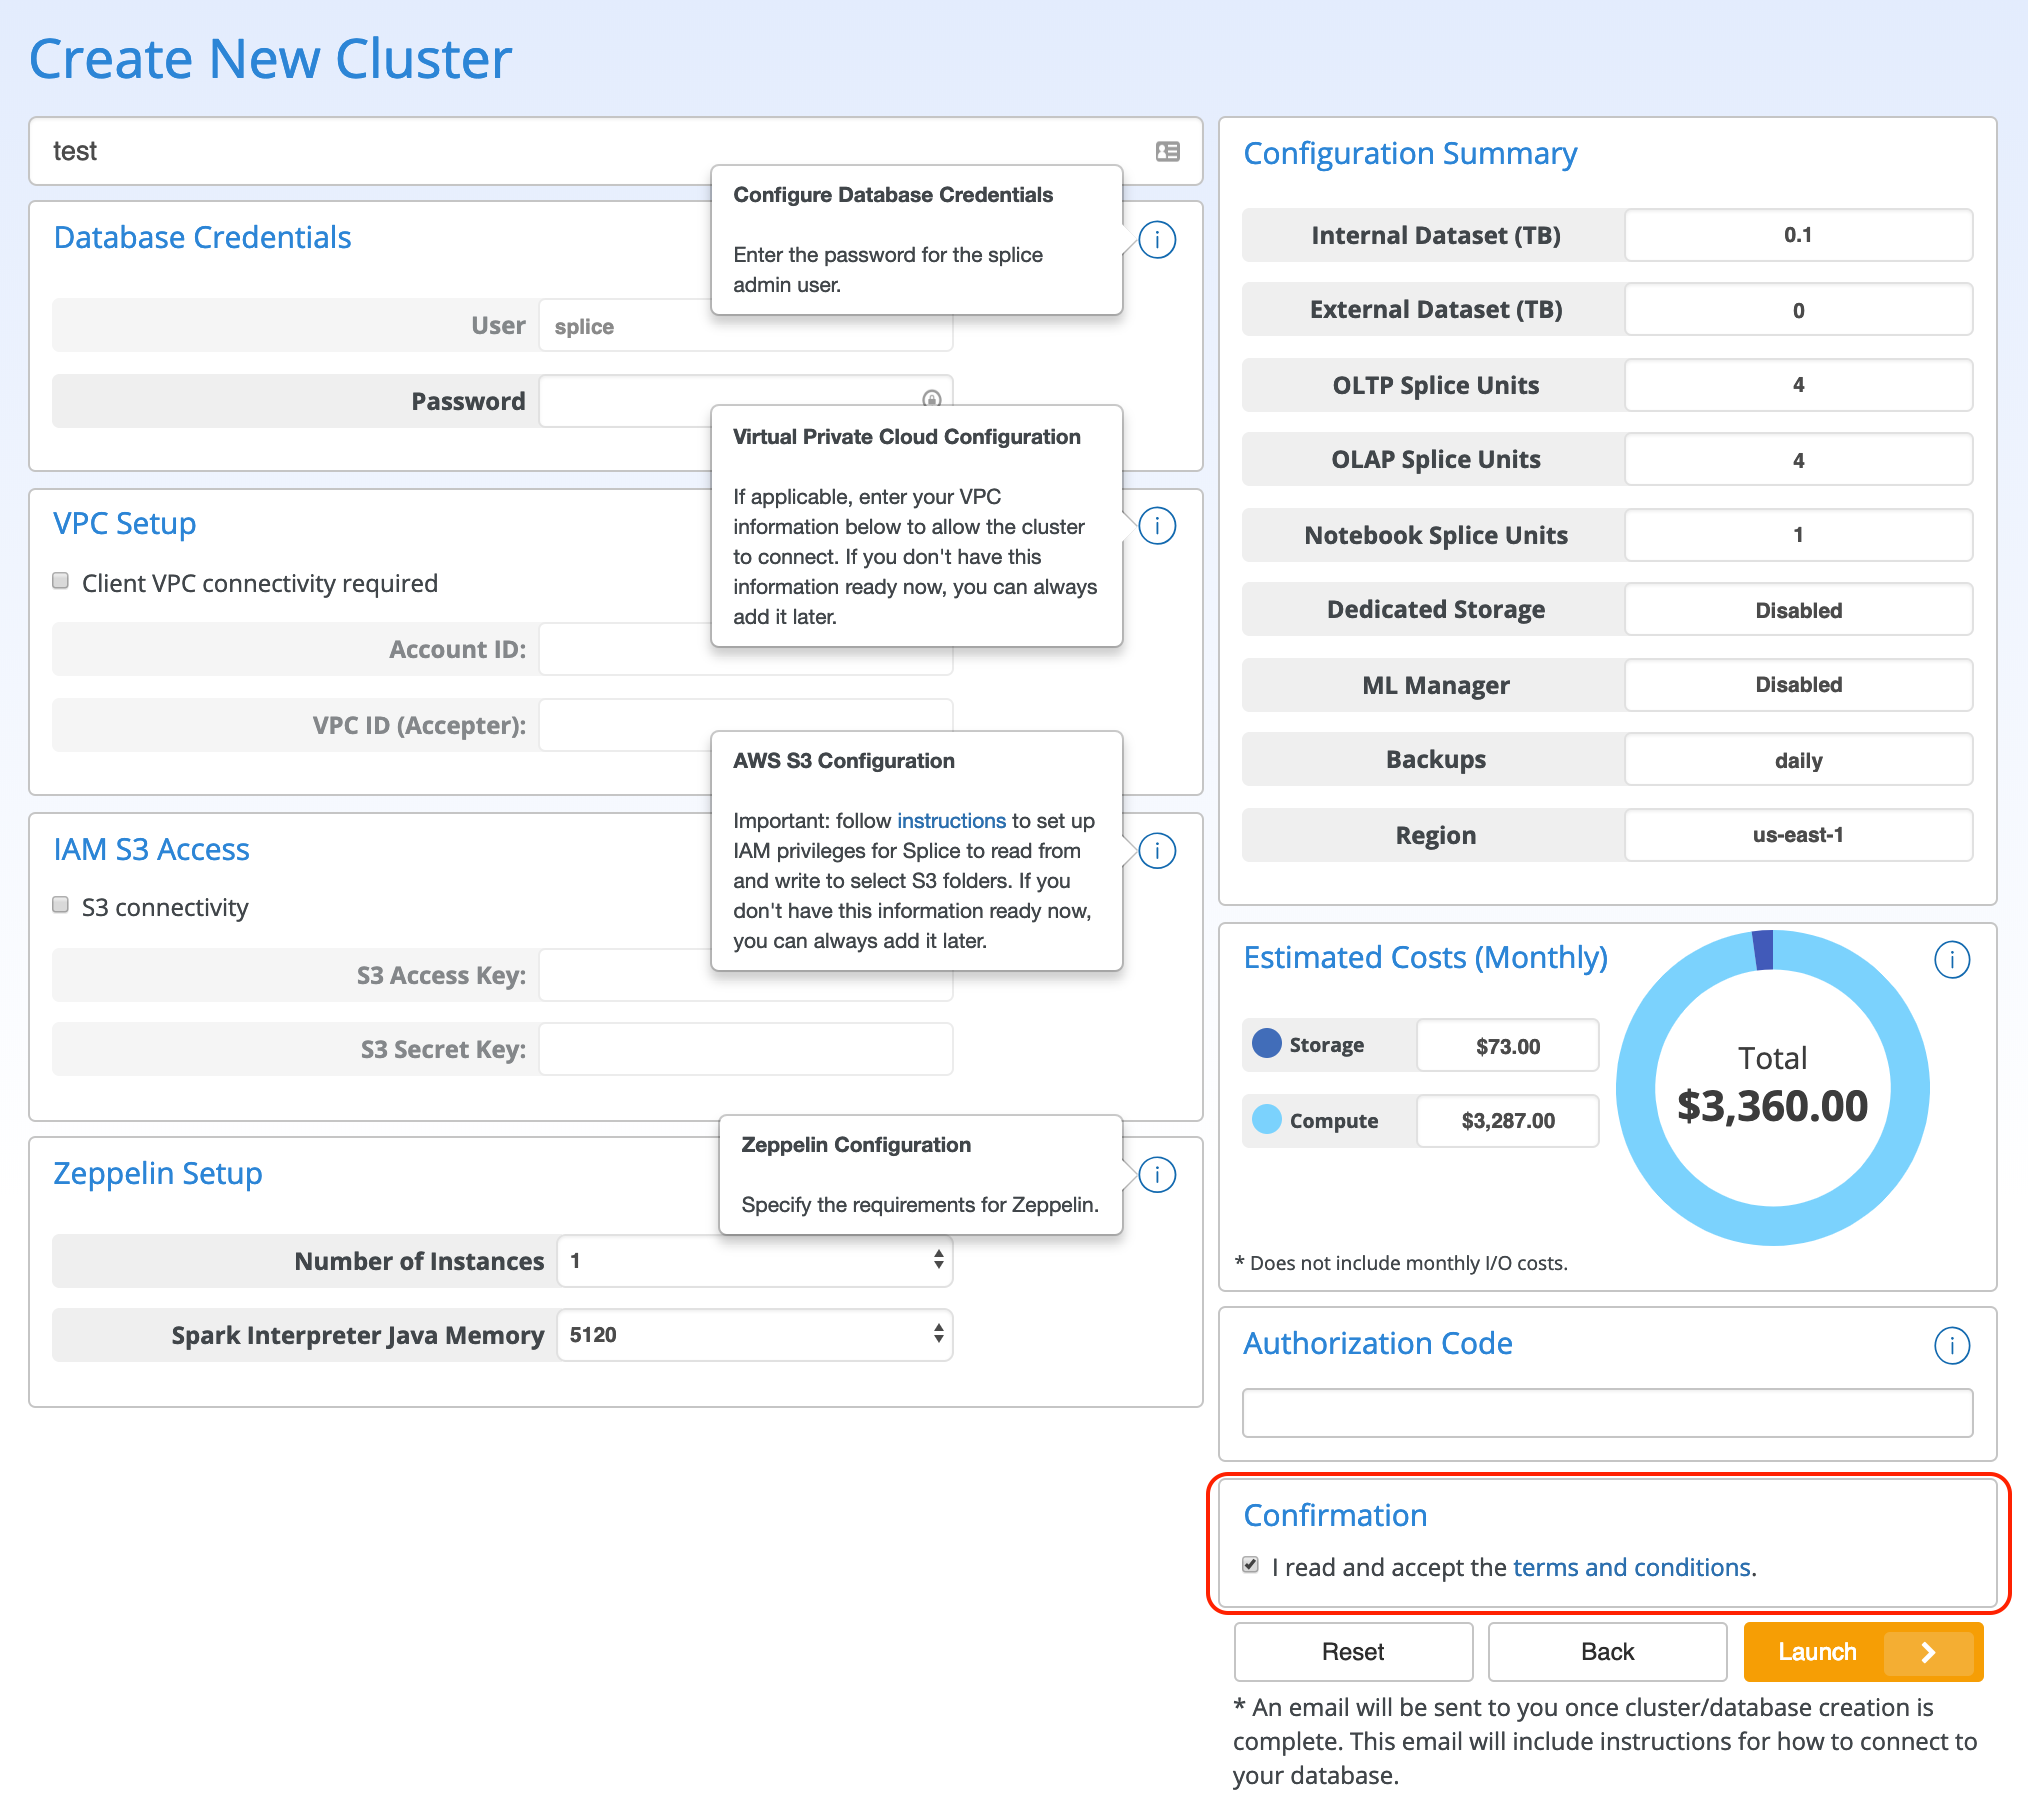 Create New Cluster
test
Database Credentials
Configure Database Credentials
Enter the password for the splice
admin user.
i
User
splice
Password
VPC Setup
Virtual Private Cloud Configuration
If applicable, enter your VPC
information below to allow the cluster
to connect. If you don't have this
information ready now, you can always
add it later.
i
Client VPC connectivity required
Account ID:
VPC ID (Accepter):
IAM S3 Access
AWS S3 Configuration
Important: follow instructions to set up
IAM privileges for Splice to read from
and write to select S3 folders. If you
don't have this information ready now,
you can always add it later.
i
S3 connectivity
S3 Access Key:
S3 Secret Key:
Zeppelin Setup
Zeppelin Configuration
Specify the requirements for Zeppelin.
i
Number of Instances
1
Spark Interpreter Java Memory
5120
Configuration Summary
Internal Dataset (TB)
0.1
External Dataset (TB)
0
OLTP Splice Units
4
OLAP Splice Units
4
Notebook Splice Units
1
Dedicated Storage
Disabled
ML Manager
Disabled
Backups
daily
Region
us-east-1
Estimated Costs (Monthly)
i
Storage
$73.00
Compute
$3,287.00
Total
$3,360.00
* Does not include monthly I/O costs.
Authorization Code
i
Confirmation
I read and accept the terms and conditions.
Reset
Back
Launch
* An email will be sent to you once cluster/database creation is
complete. This email will include instructions for how to connect to
your database.